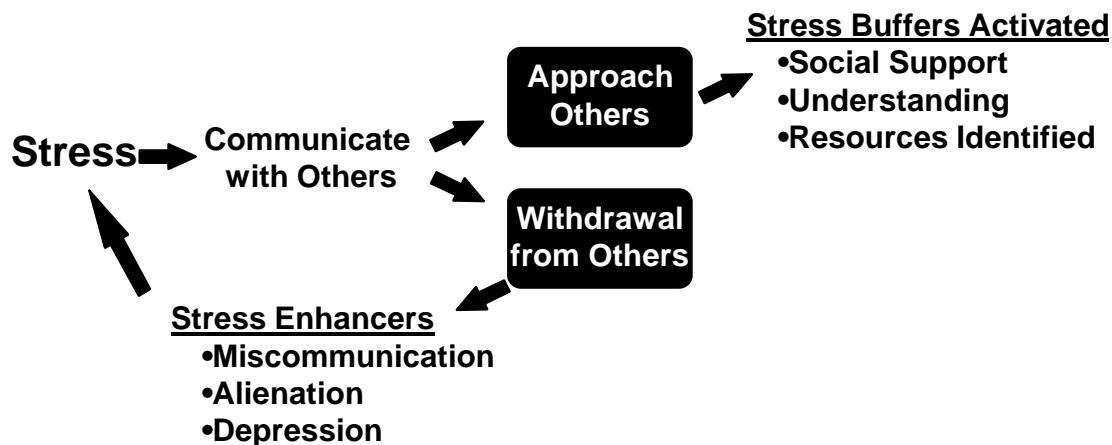 Stress
Communicate
with Others
Approach
Others
Stress Buffers Activated
•Social Support
•Understanding
•Resources Identified
Withdrawal
from Others
Stress Enhancers
•Miscommunication
•Alienation
•Depression